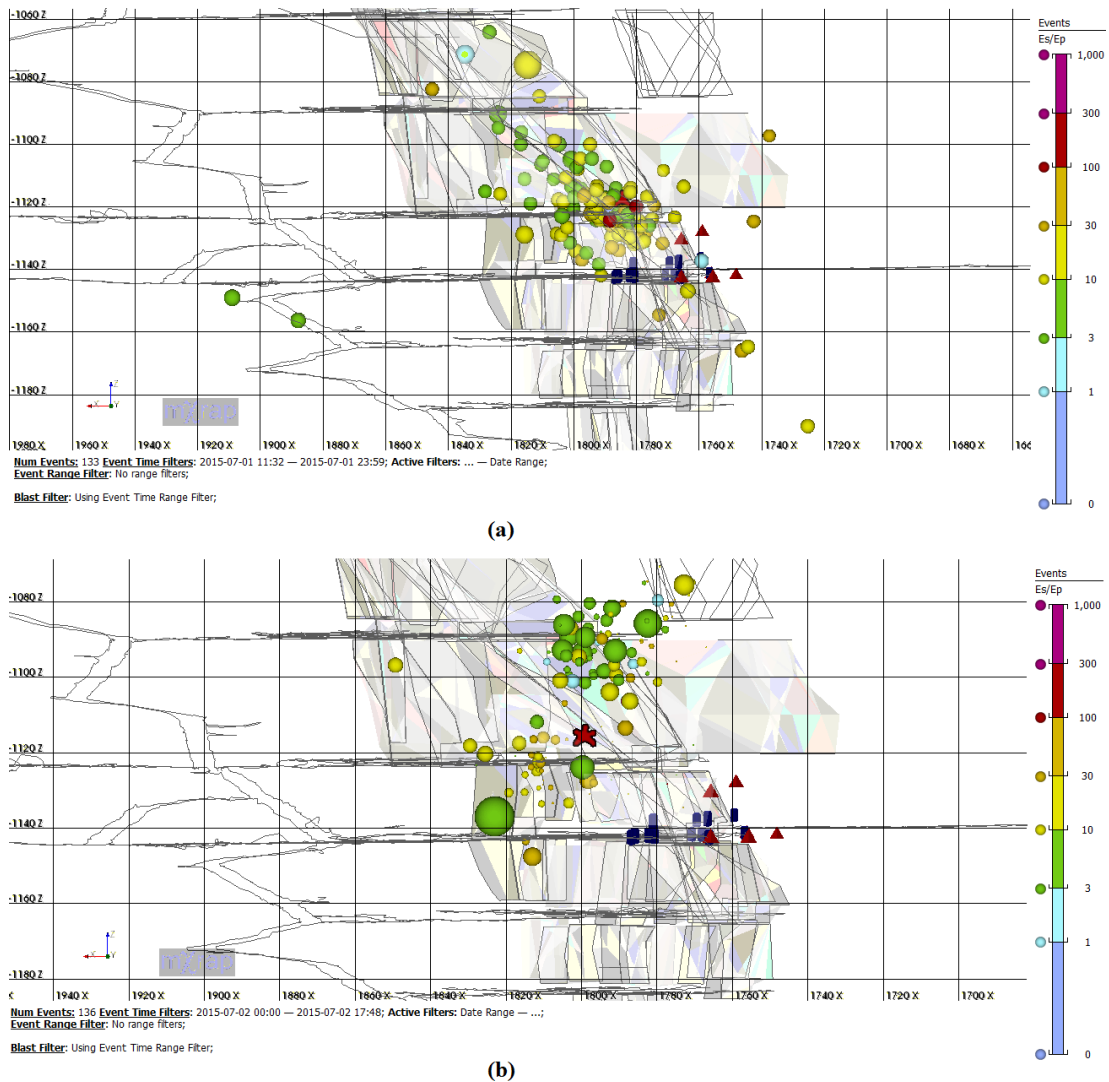 Events
Es/Ep
1,000
300
100
30
10
3
1
0
-1060 Z
-1080 Z
-1100 Z
-1120 Z
-1140 Z
-1160 Z
-1180 Z
1980 X 1960 X 1940 X 1920 X 1900 X 1880 X 1860 X 1840 X 1820 X 1800 X 1780 X 1760 X 1740 X 1720 X 1700 X 1680 X
Z
X
Y
Num Events: 133 Event Time Filters: 2015-07-01 11:32 — 2015-07-01 23:59; Active Filters: ... — Date Range;
Event Range Filter: No range filters;
Blast Filter: Using Event Time Range Filter;
(a)
Events
Es/Ep
1,000
300
100
30
10
3
1
0
-1080 Z
-1100 Z
-1120 Z
-1140 Z
-1160 Z
-1180 Z
X 1940 X 1920 X 1900 X 1880 X 1860 X 1840 X 1820 X 1800 X 1780 X 1760 X 1740 X 1720 X 1700 X
Z
X
Y
Num Events: 136 Event Time Filters: 2015-07-02 00:00 — 2015-07-02 17:48; Active Filters: Date Range — ...;
Event Range Filter: No range filters;
Blast Filter: Using Event Time Range Filter;
(b)